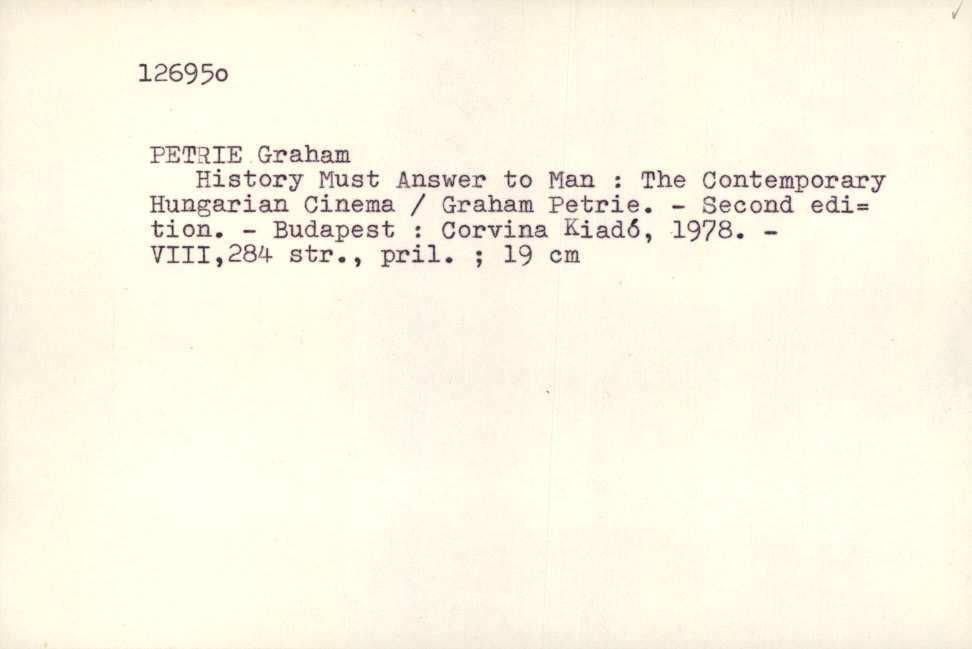 12695o
PETRIE Graham
History Must Answer to Man : The Contemporary
Hungarian Cinema / Graham Petrie. - Second edi=
tion. - Budapest : Corvina Kiadó, 1978. -
VIII,284 str., pril. ; 19 cm